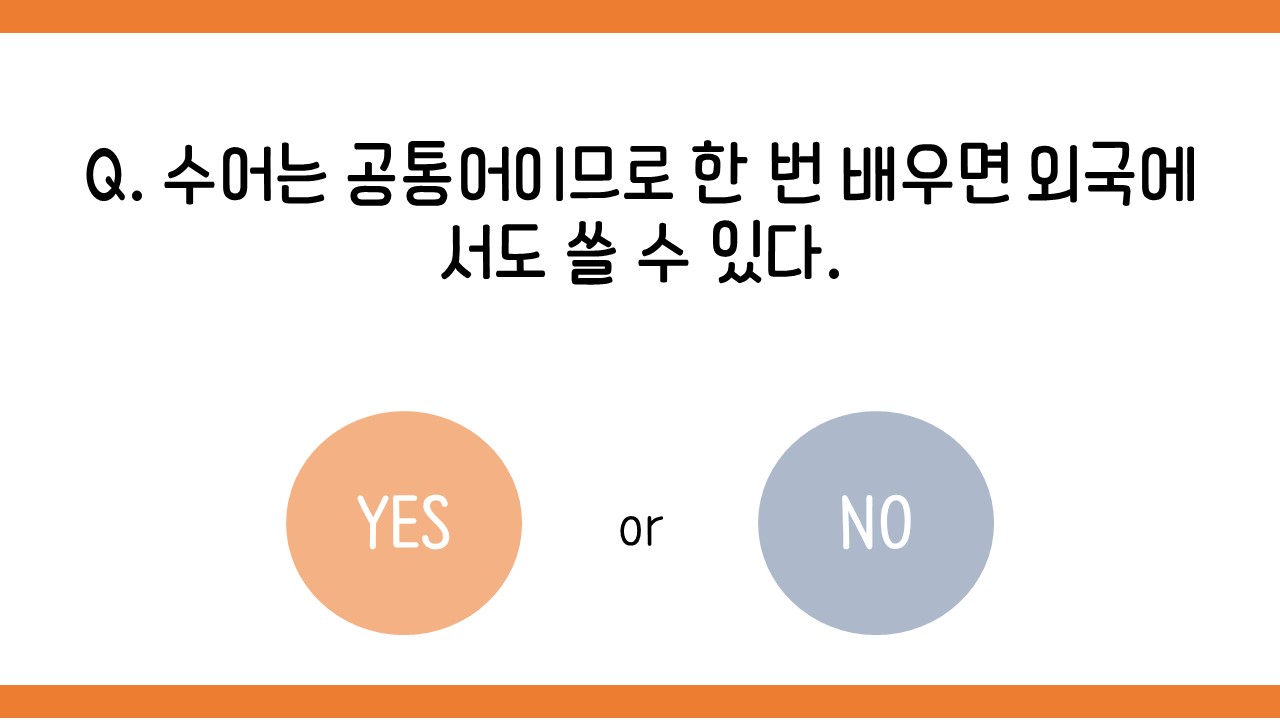 Q. 수어는 공통어이므로 한 번 배우면 외국에
서도 쓸 수 있다.
YES or NO